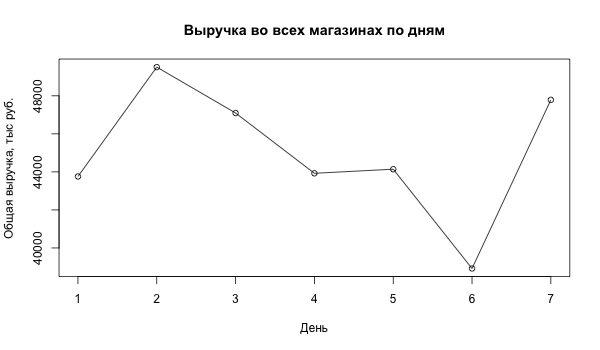 Выручка во всех магазинах по дням
Общая выручка, тыс руб.
48000
44000
40000
1 2 3 4 5 6 7
День